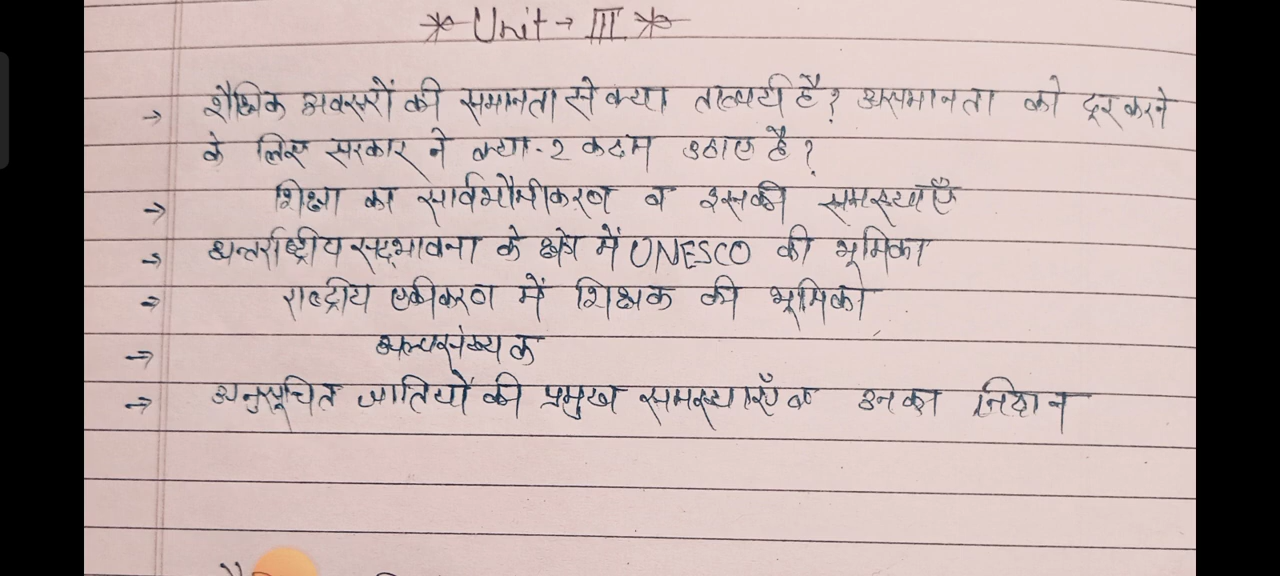 * Unit → III *
→ शैक्षिक अवसरों की समानता से क्या तात्पर्य है? असमानता को दूर करने
के लिए सरकार ने क्या-2 कदम उठाए है?
→ शिक्षा का सार्वभौमीकरण व इसकी समस्याएँ
→ अन्तर्राष्ट्रीय सद्भावना के क्षेत्र में UNESCO की भूमिका
→ राष्ट्रीय एकीकरण में शिक्षक की भूमिका
→ अल्पसंख्यक
→ अनुसूचित जातियों की प्रमुख समस्याएँ व उनका निदान